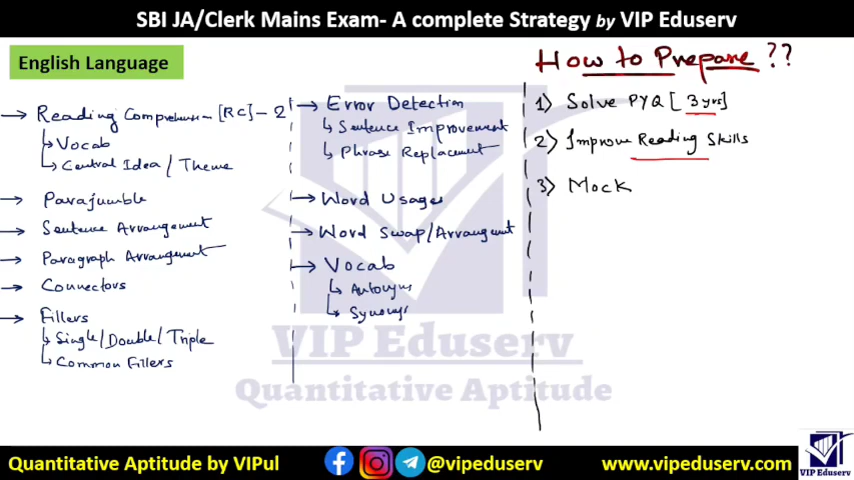 SBI JA/Clerk Mains Exam- A complete Strategy by VIP Eduserv
English Language
→ Reading Comprehension - [RC] - 2
↳ Vocab
↳ Central Idea / Theme
→ Parajumble
→ Sentence Arrangement
→ Paragraph Arrangement
→ Connectors
→ Fillers
↳ Single/Double/Triple
↳ Common Fillers
→ Error Detection
↳ Sentence Improvement
↳ Phrase Replacement
→ Word Usages
→ Word Swap/Arrangement
→ Vocab
↳ Antonyms
↳ Synonyms
How to Prepare ??
1) Solve PYQ [ 3 yrs]
2) Improve Reading Skills
3) Mock
VIP Eduserv
Quantitative Aptitude
Quantitative Aptitude by VIPul
@vipeduserv
www.vipeduserv.com
VIP Eduserv